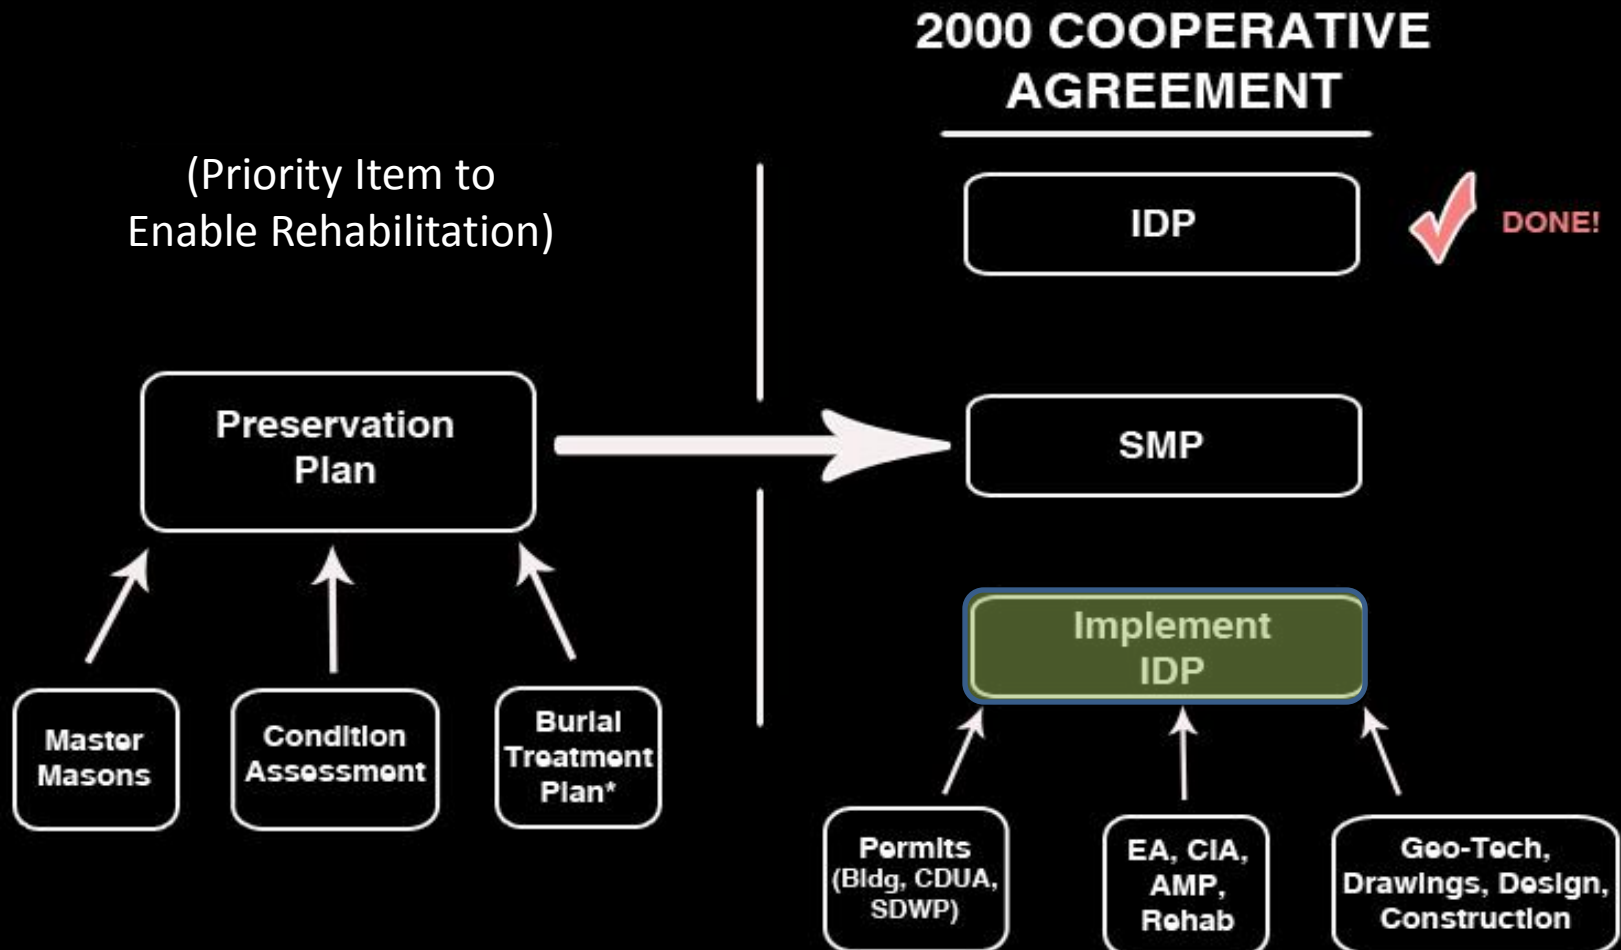 2000 COOPERATIVE
AGREEMENT
(Priority Item to
Enable Rehabilitation)
IDP
DONE!
Preservation
Plan
SMP
Implement
IDP
Master
Masons
Condition
Assessment
Burial
Treatment
Plan*
Permits
(Bldg, CDUA,
SDWP)
EA, CIA,
AMP,
Rehab
Geo-Tech,
Drawings, Design,
Construction